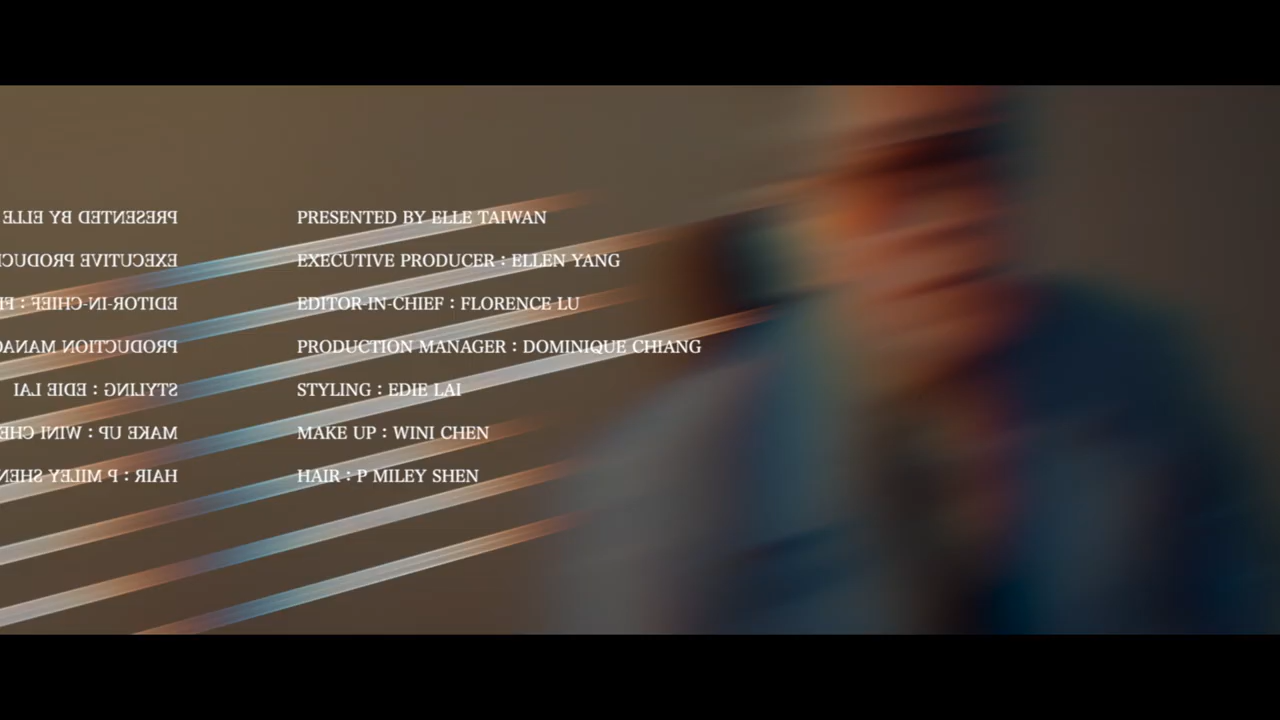 PRESENTED BY ELLE TAIWAN
EXECUTIVE PRODUCER : ELLEN YANG
EDITOR-IN-CHIEF : FLORENCE LU
PRODUCTION MANAGER : DOMINIQUE CHIANG
STYLING : EDIE LAI
MAKE UP : WINI CHEN
HAIR : P MILEY SHEN